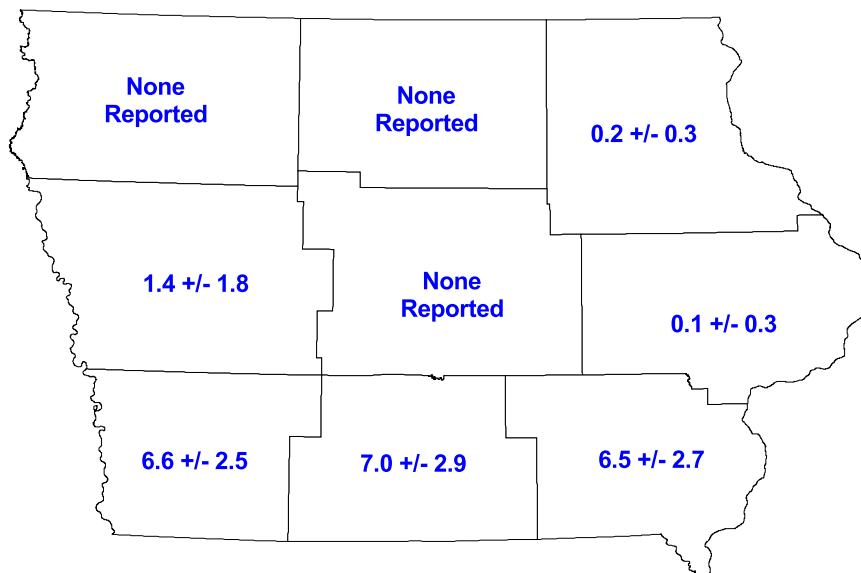 None
Reported
None
Reported
0.2 +/- 0.3
1.4 +/- 1.8
None
Reported
0.1 +/- 0.3
6.6 +/- 2.5
7.0 +/- 2.9
6.5 +/- 2.7